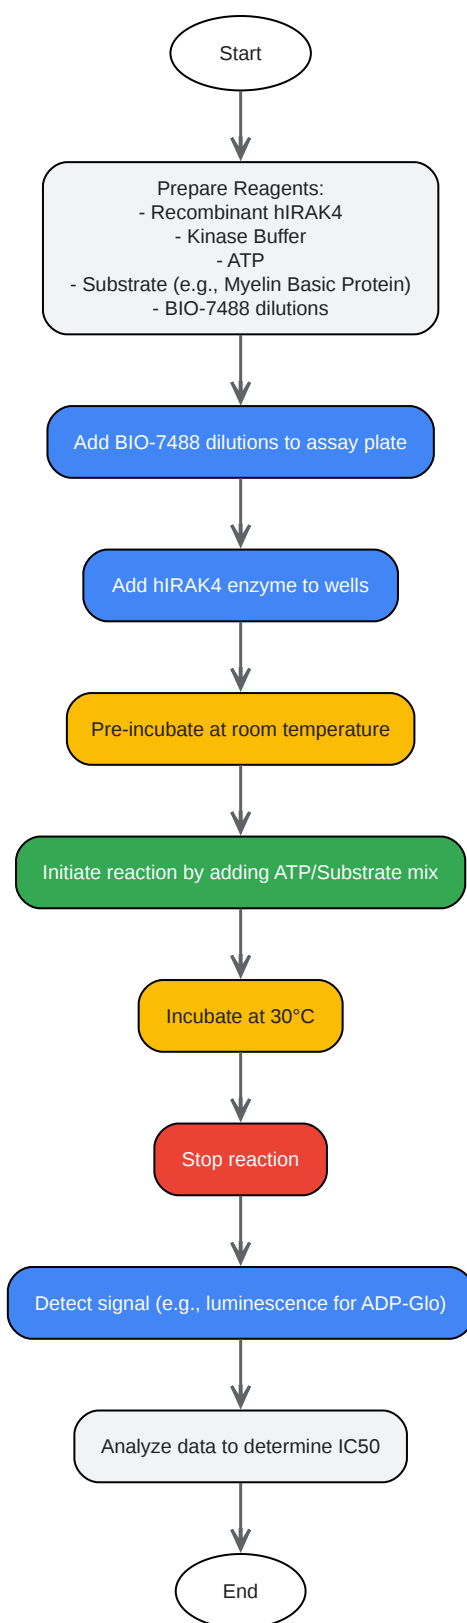 Start
Prepare Reagents:
- Recombinant hIRAK4
- Kinase Buffer
- ATP
- Substrate (e.g., Myelin Basic Protein)
- BIO-7488 dilutions
Add BIO-7488 dilutions to assay plate
Add hIRAK4 enzyme to wells
Pre-incubate at room temperature
Initiate reaction by adding ATP/Substrate mix
Incubate at 30°C
Stop reaction
Detect signal (e.g., luminescence for ADP-Glo)
Analyze data to determine IC50
End